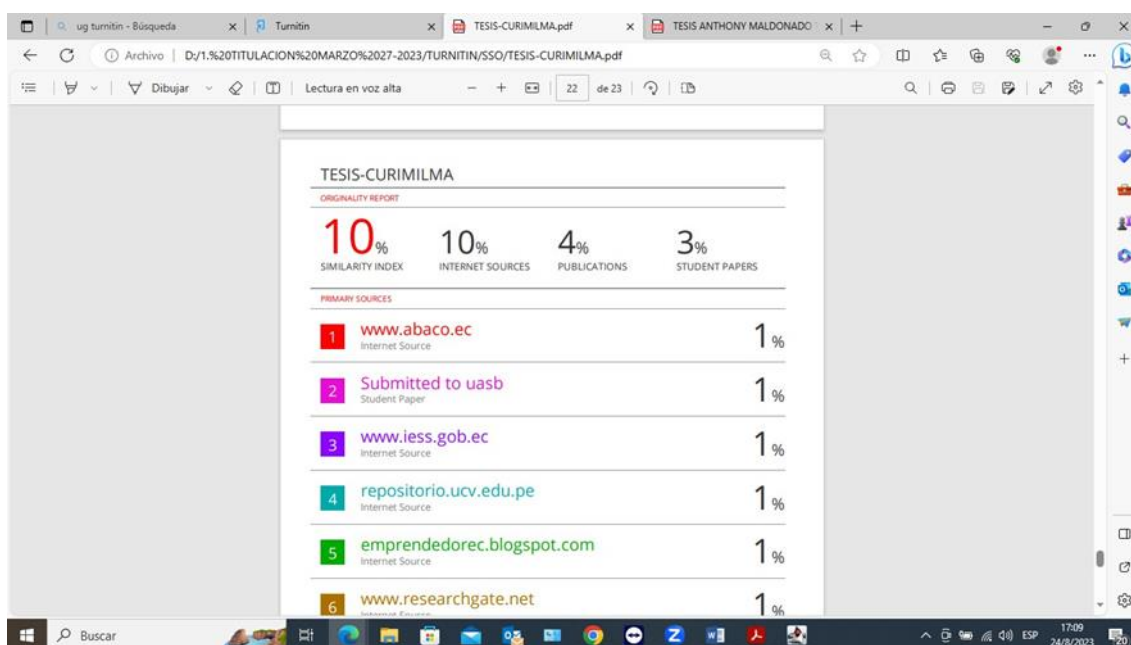 ug turnitin - Búsqueda
Turnitin
TESIS-CURIMILMA.pdf
TESIS ANTHONY MALDONADO
Archivo
D:/1.%20TITULACION%20MARZO%2027-2023/TURNITIN/SSO/TESIS-CURIMILMA.pdf
Dibujar
Lectura en voz alta
22 de 23
TESIS-CURIMILMA
ORIGINALITY REPORT
10% 10% 4% 3%
SIMILARITY INDEX INTERNET SOURCES PUBLICATIONS STUDENT PAPERS
PRIMARY SOURCES
1 www.abaco.ec 1%
Internet Source
2 Submitted to uasb 1%
Student Paper
3 www.iess.gob.ec 1%
Internet Source
4 repositorio.ucv.edu.pe 1%
Internet Source
5 emprendedorec.blogspot.com 1%
Internet Source
6 www.researchgate.net 1%
Internet Source
Buscar
ESP
17:09
24/8/2023